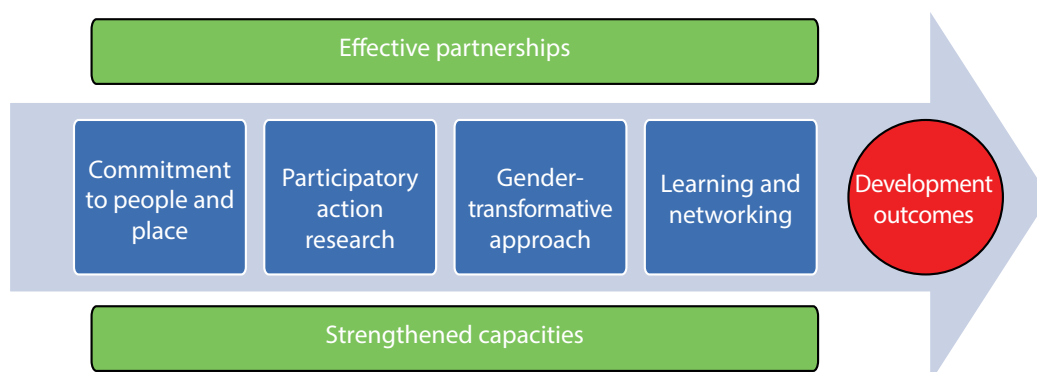 Effective partnerships
Commitment
to people and
place
Participatory
action
research
Gender-
transformative
approach
Learning and
networking
Development
outcomes
Strengthened capacities